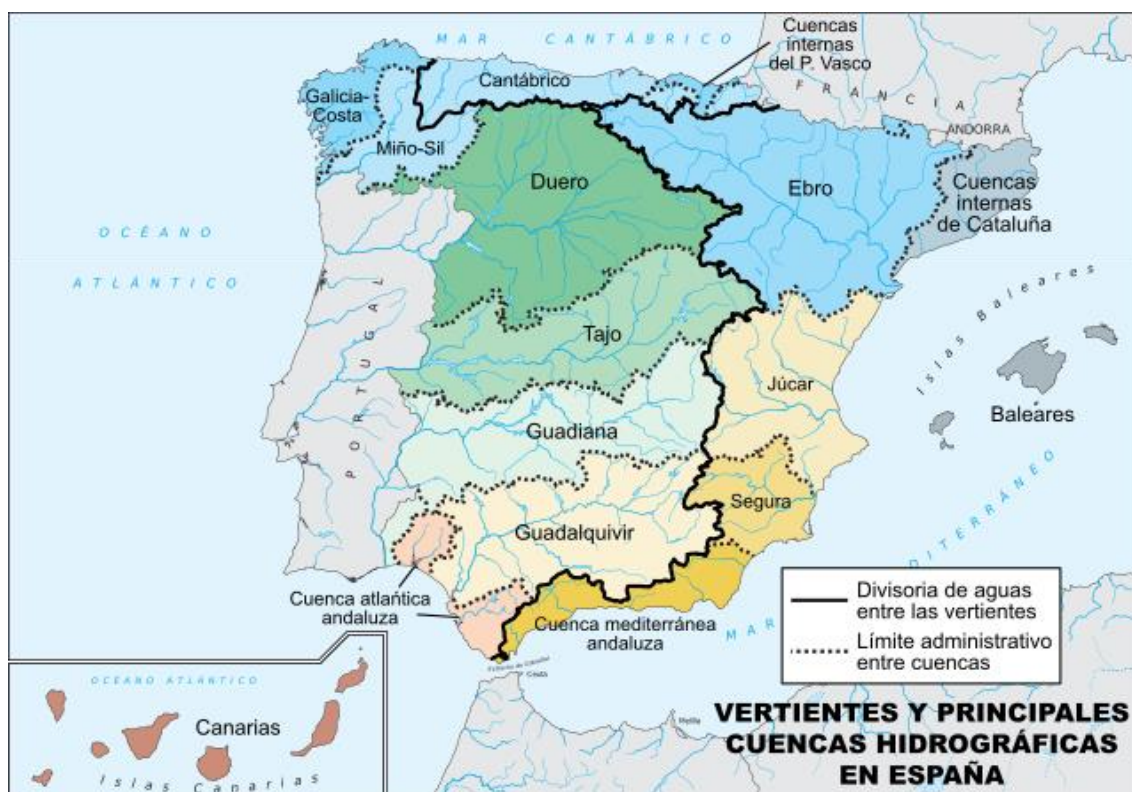 MAR CANTÁBRICO
Cuencas
internas
del P. Vasco
Cantábrico
FRANCIA
Galicia-
Costa
ANDORRA
Miño-Sil
Duero
Ebro
Cuencas
internas
de Cataluña
OCÉANO
ATLÁNTICO
Islas Baleares
PORTUGAL
Tajo
Júcar
Baleares
Guadiana
Segura
Guadalquivir
Cuenca atlántica
andaluza
Cuenca mediterránea
andaluza
MAR MEDITERRÁNEO
Divisoria de aguas
entre las vertientes
Límite administrativo
entre cuencas
Ceuta
Melilla
OCÉANO ATLÁNTICO
Canarias
Islas Canarias
VERTIENTES Y PRINCIPALES
CUENCAS HIDROGRÁFICAS
EN ESPAÑA